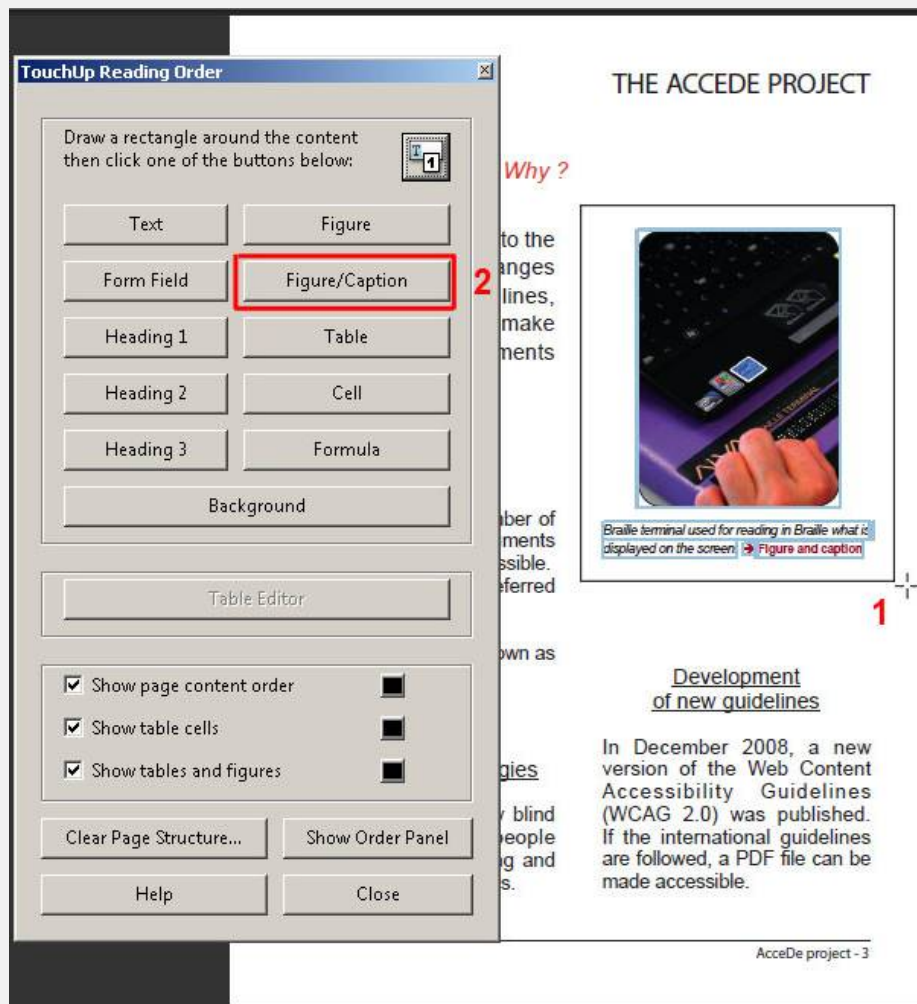 TouchUp Reading Order
Draw a rectangle around the content
then click one of the buttons below:
T
1
Text
Figure
Form Field
Figure/Caption
2
Heading 1
Table
Heading 2
Cell
Heading 3
Formula
Background
Table Editor
Show page content order
Show table cells
Show tables and figures
Clear Page Structure...
Show Order Panel
Help
Close
THE ACCEDE PROJECT
Why ?
to the
anges
lines,
make
ments
ber of
ments
ssible.
eferred
own as
gies
blind
people
g and
s.
Braille terminal used for reading in Braille what is
displayed on the screen → Figure and caption
1
Development
of new guidelines
In December 2008, a new
version of the Web Content
Accessibility Guidelines
(WCAG 2.0) was published.
If the international guidelines
are followed, a PDF file can be
made accessible.
AcceDe project - 3